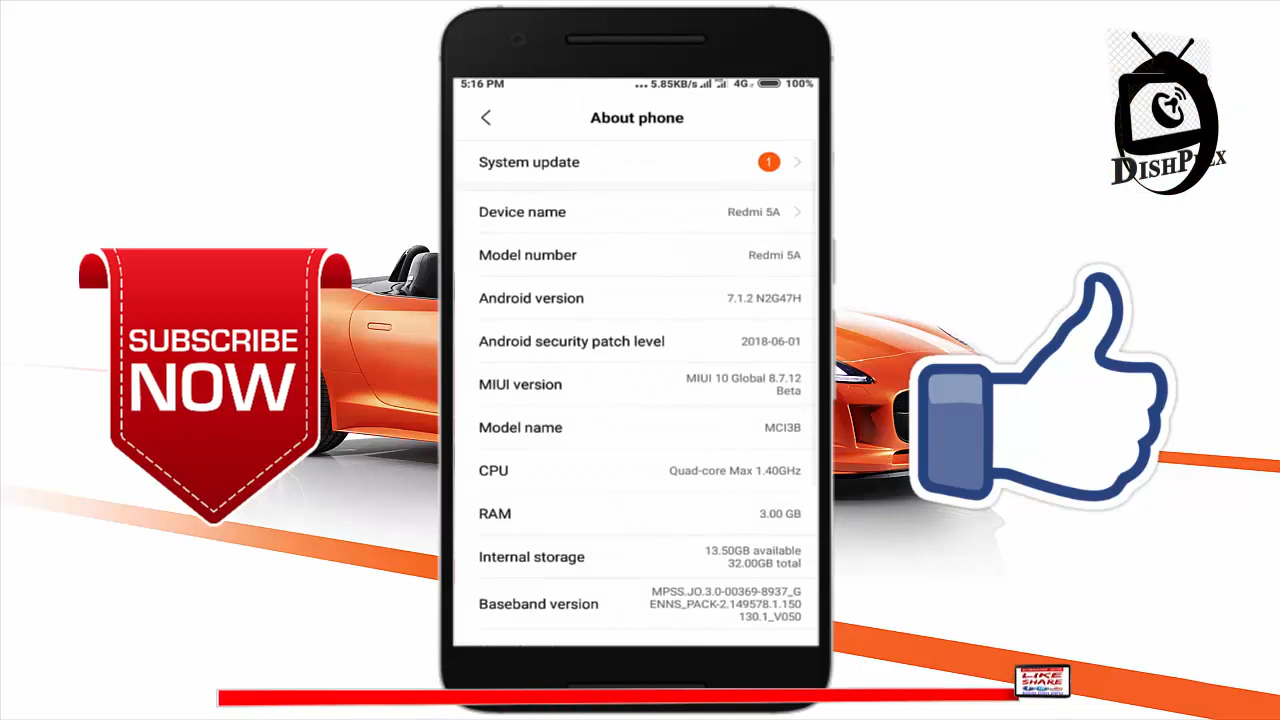 5:16 PM ... 5.85KB/s 4G 100%
About phone
System update 1
Device name Redmi 5A
Model number Redmi 5A
Android version 7.1.2 N2G47H
Android security patch level 2018-06-01
MIUI version MIUI 10 Global 8.7.12
Beta
Model name MCI3B
CPU Quad-core Max 1.40GHz
RAM 3.00 GB
Internal storage 13.50GB available
32.00GB total
Baseband version MPSS.JO.3.0-00369-8937_G
ENNS_PACK-2.149578.1.150
130.1_V050
SUBSCRIBE
NOW
LIKE
SHARE